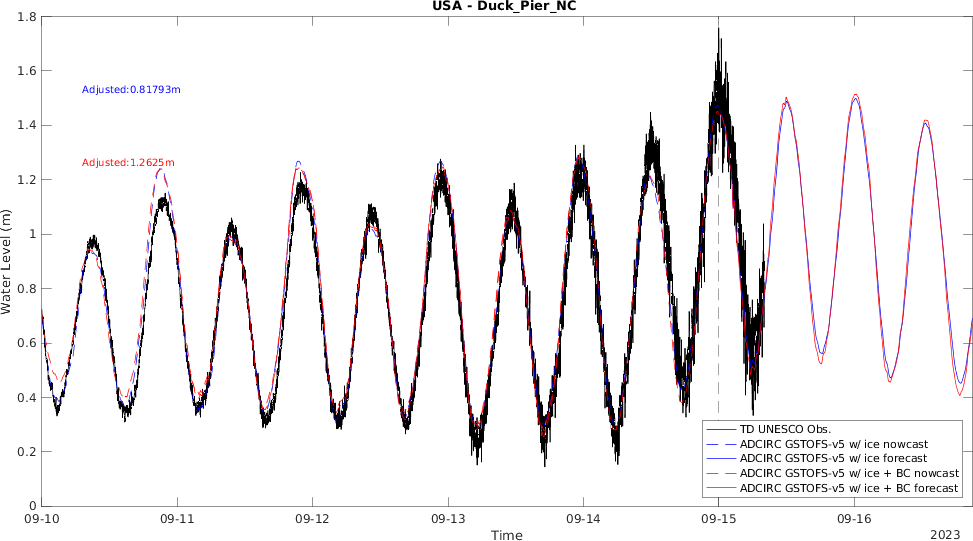 USA - Duck_Pier_NC
1.8
1.6
1.4
1.2
1
0.8
0.6
0.4
0.2
0
Water Level (m)
Adjusted:0.81793m
Adjusted:1.2625m
TD UNESCO Obs.
ADCIRC GSTOFS-v5 w/ ice nowcast
ADCIRC GSTOFS-v5 w/ ice forecast
ADCIRC GSTOFS-v5 w/ ice + BC nowcast
ADCIRC GSTOFS-v5 w/ ice + BC forecast
09-10 09-11 09-12 09-13 09-14 09-15 09-16
Time
2023